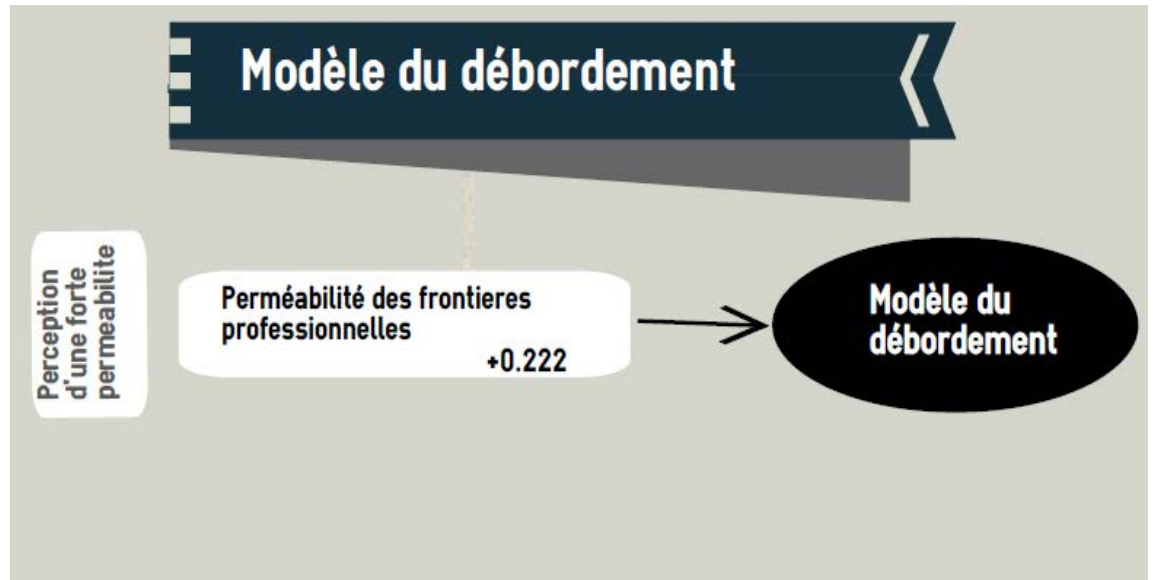 Modèle du débordement
Perception
d'une forte
permeabilite
Perméabilité des frontieres
professionnelles
+0.222
Modèle du
débordement